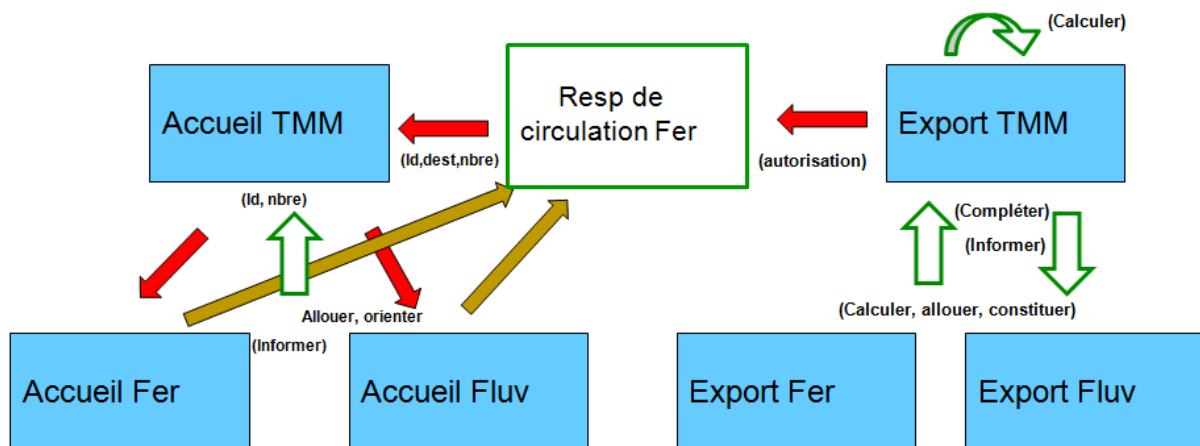 (Calculer)
Accueil TMM
Resp de
circulation Fer
Export TMM
(Id,dest,nbre)
(autorisation)
(Id, nbre)
(Compléter)
(Informer)
Allouer, orienter
(Calculer, allouer, constituer)
(Informer)
Accueil Fer
Accueil Fluv
Export Fer
Export Fluv